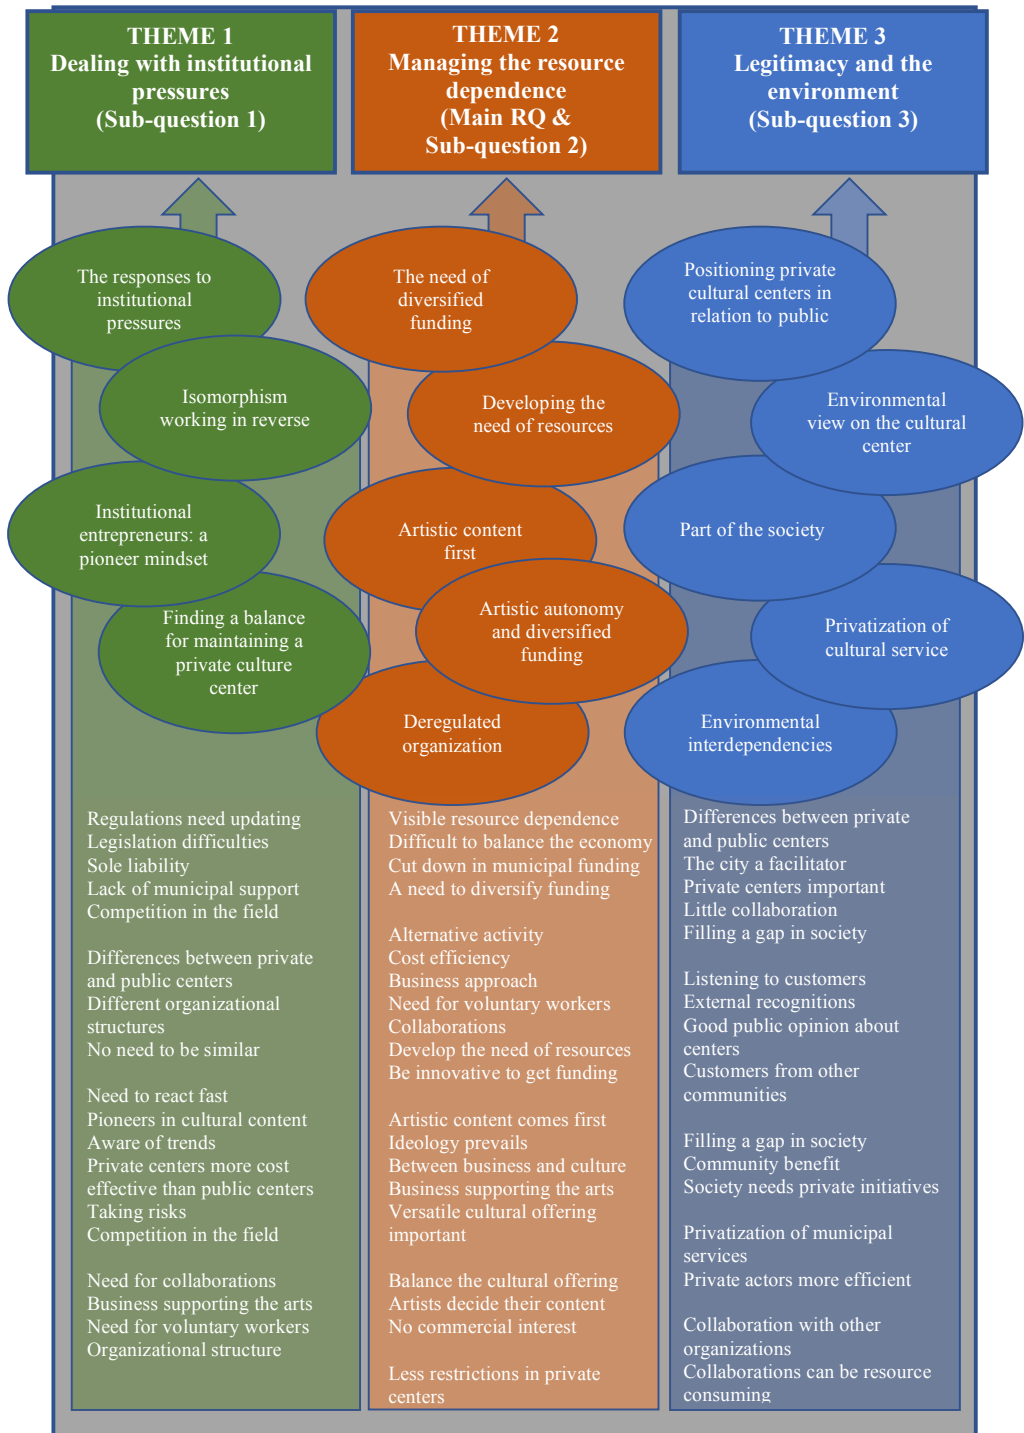 THEME 1
Dealing with institutional
pressures
(Sub-question 1)
THEME 2
Managing the resource
dependence
(Main RQ &
Sub-question 2)
THEME 3
Legitimacy and the
environment
(Sub-question 3)
The responses to
institutional
pressures
Isomorphism
working in reverse
Institutional
entrepreneurs: a
pioneer mindset
Finding a balance
for maintaining a
private culture
center
The need of
diversified
funding
Developing the
need of resources
Artistic content
first
Artistic autonomy
and diversified
funding
Deregulated
organization
Positioning private
cultural centers in
relation to public
Environmental
view on the cultural
center
Part of the society
Privatization of
cultural service
Environmental
interdependencies
Regulations need updating
Legislation difficulties
Sole liability
Lack of municipal support
Competition in the field
Differences between private
and public centers
Different organizational
structures
No need to be similar
Need to react fast
Pioneers in cultural content
Aware of trends
Private centers more cost
effective than public centers
Taking risks
Competition in the field
Need for collaborations
Business supporting the arts
Need for voluntary workers
Organizational structure
Visible resource dependence
Difficult to balance the economy
Cut down in municipal funding
A need to diversify funding
Alternative activity
Cost efficiency
Business approach
Need for voluntary workers
Collaborations
Develop the need of resources
Be innovative to get funding
Artistic content comes first
Ideology prevails
Between business and culture
Business supporting the arts
Versatile cultural offering
important
Balance the cultural offering
Artists decide their content
No commercial interest
Less restrictions in private
centers
Differences between private
and public centers
The city a facilitator
Private centers important
Little collaboration
Filling a gap in society
Listening to customers
External recognitions
Good public opinion about
centers
Customers from other
communities
Filling a gap in society
Community benefit
Society needs private initiatives
Privatization of municipal
services
Private actors more efficient
Collaboration with other
organizations
Collaborations can be resource
consuming